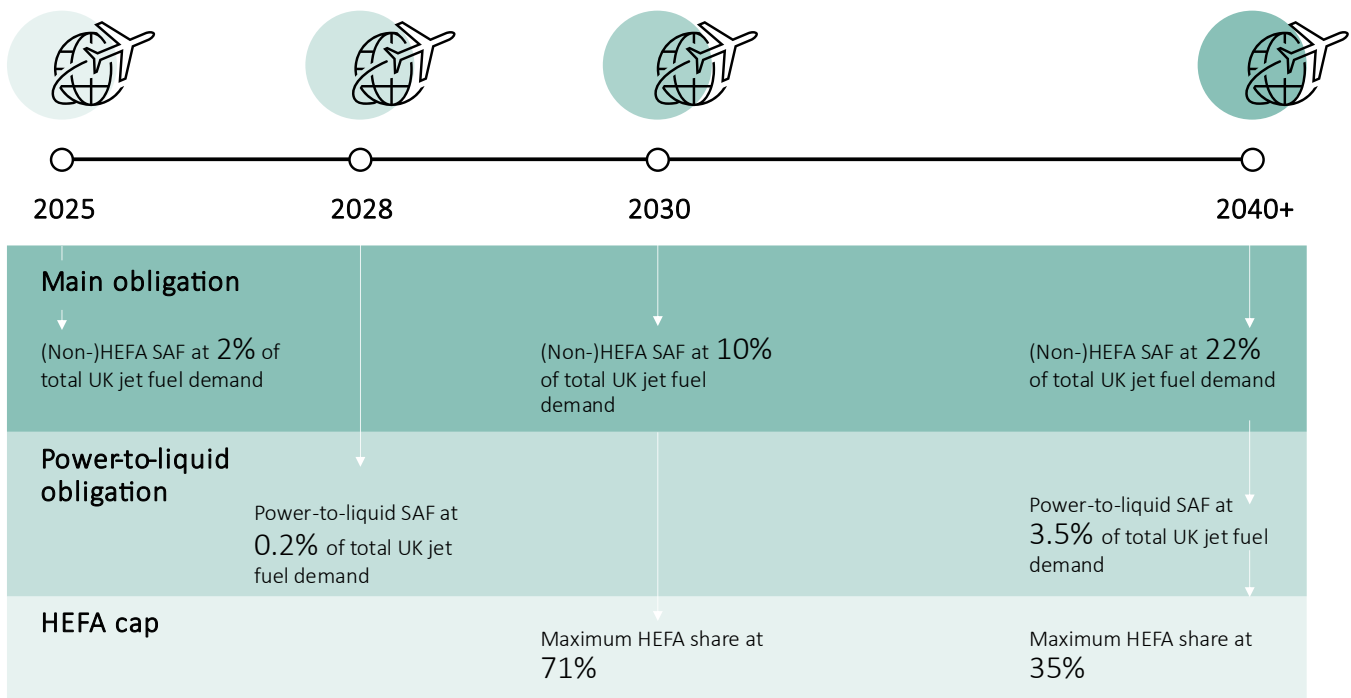 2025
2028
2030
2040+
Main obligation
(Non-)HEFA SAF at 2% of
total UK jet fuel demand
(Non-)HEFA SAF at 10%
of total UK jet fuel
demand
(Non-)HEFA SAF at 22%
of total UK jet fuel demand
Power-to-liquid
obligation
Power-to-liquid SAF at
0.2% of total UK jet
fuel demand
Power-to-liquid SAF at
3.5% of total UK jet fuel
demand
HEFA cap
Maximum HEFA share at
71%
Maximum HEFA share at
35%